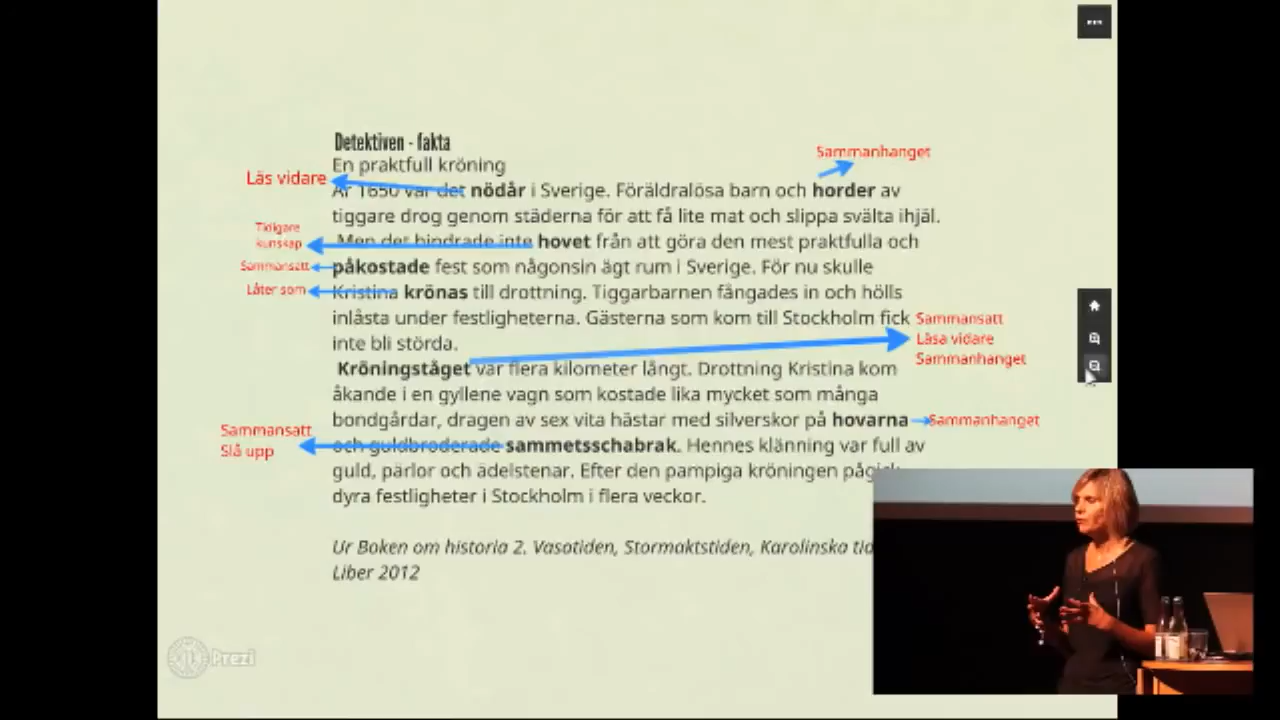 Detektiven - fakta
En praktfull kröning
År 1650 var det nödår i Sverige. Föräldralösa barn och horder av
tiggare drog genom städerna för att få lite mat och slippa svälta ihjäl.
Men det hindrade inte hovet från att göra den mest praktfulla och
påkostade fest som någonsin ägt rum i Sverige. För nu skulle
Kristina krönas till drottning. Tiggarbarnen fångades in och hölls
inlåsta under festligheterna. Gästerna som kom till Stockholm fick
inte bli störda.
Kröningståget var flera kilometer långt. Drottning Kristina kom
åkande i en gyllene vagn som kostade lika mycket som många
bondgårdar, dragen av sex vita hästar med silverskor på hovarna
och guldbroderade sammetsschabrak. Hennes klänning var full av
guld, pärlor och ädelstenar. Efter den pampiga kröningen
dyra festligheter i Stockholm i flera veckor.
Ur Boken om historia 2. Vasatiden, Stormaktstiden, Karolinska
Liber 2012
Läs vidare
Tidigare
kunskap
Sammansatt
Låter som
Sammansatt
Slå upp
Sammanhanget
Sammansatt
Läsa vidare
Sammanhanget
Sammanhanget
Prezi